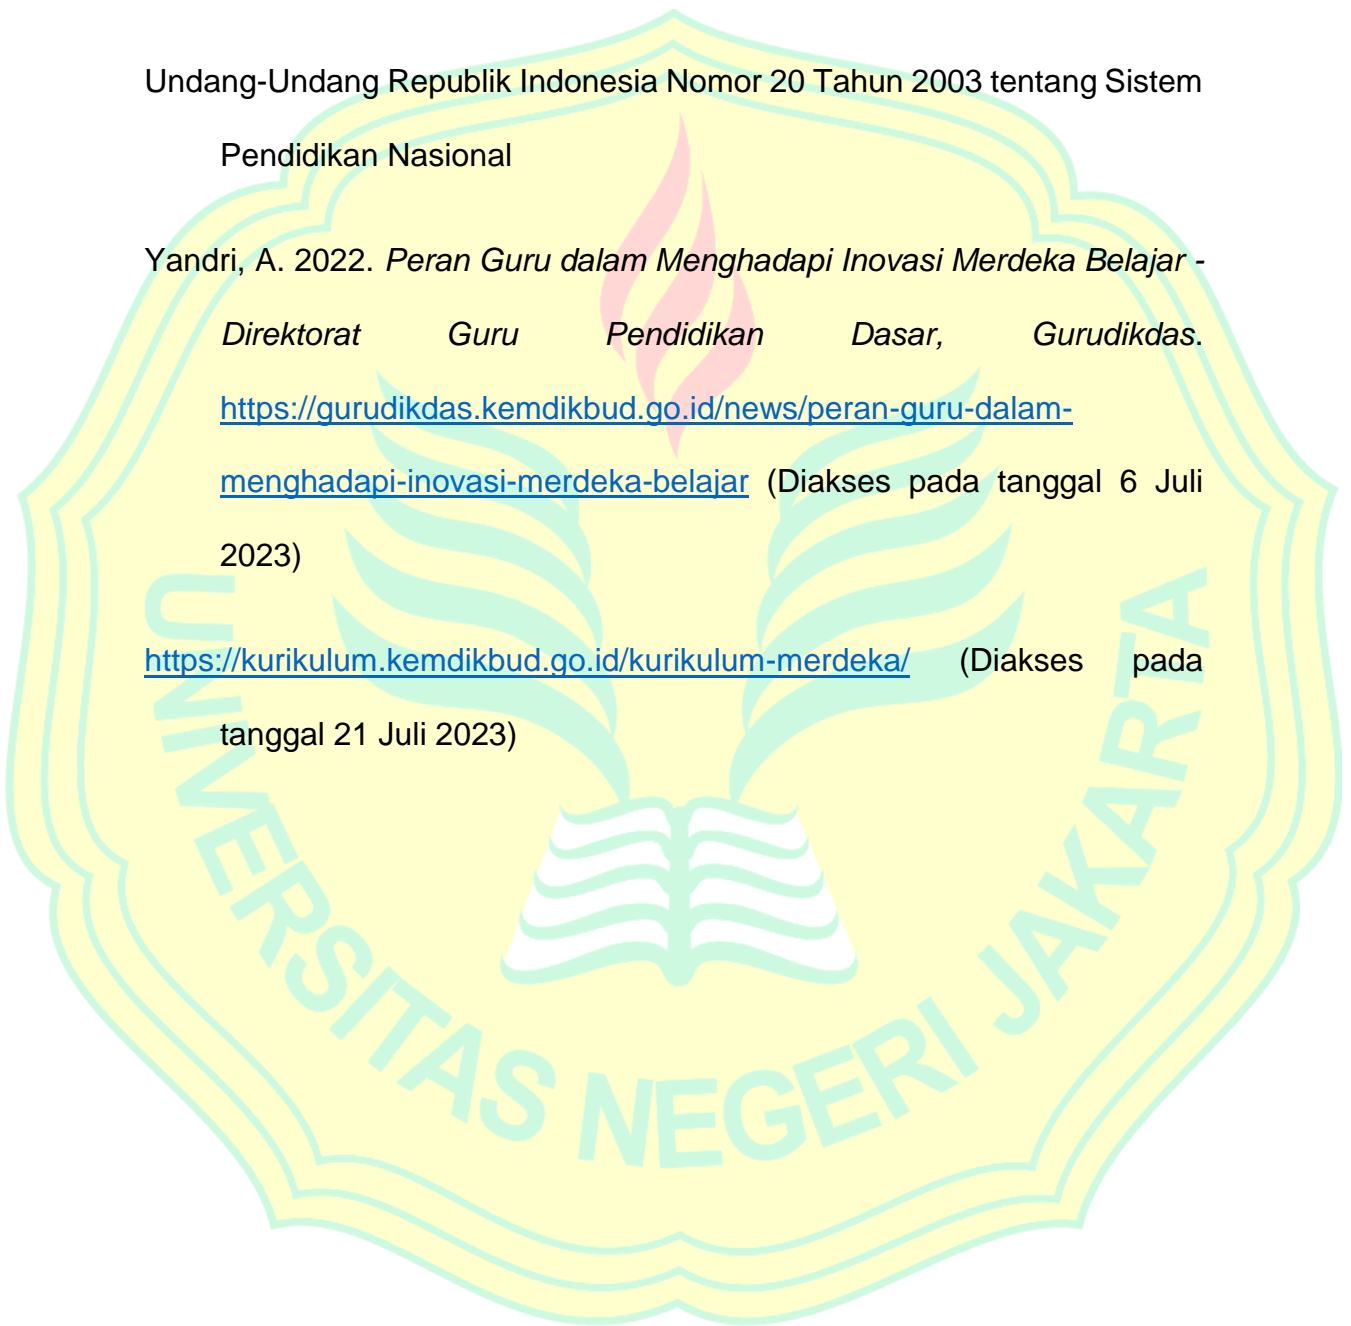 Undang-Undang Republik Indonesia Nomor 20 Tahun 2003 tentang Sistem
Pendidikan Nasional
Yandri, A. 2022. Peran Guru dalam Menghadapi Inovasi Merdeka Belajar -
Direktorat Guru Pendidikan Dasar, Gurudikdas.
https://gurudikdas.kemdikbud.go.id/news/peran-guru-dalam-
menghadapi-inovasi-merdeka-belajar (Diakses pada tanggal 6 Juli
2023)
https://kurikulum.kemdikbud.go.id/kurikulum-merdeka/ (Diakses pada
tanggal 21 Juli 2023)
UNIVERSITAS NEGERI JAKARTA